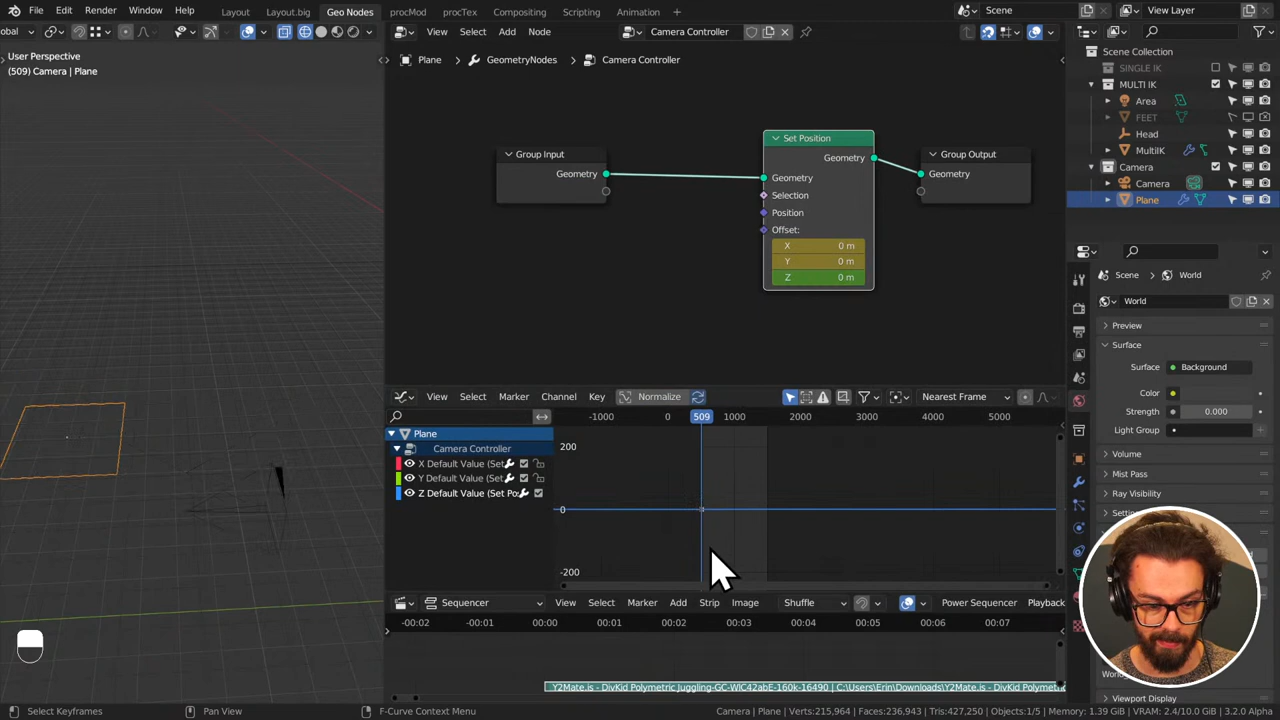 File Edit Render Window Help Layout Layout.big Geo Nodes procMod procTex Compositing Scripting Animation + Scene View Layer
obal View Select Add Node Camera Controller
User Perspective
(509) Camera | Plane
Plane > GeometryNodes > Camera Controller
Scene Collection
SINGLE IK
MULTI IK
Area
FEET
Head
MultiIK
Camera
Camera
Plane
Group Input
Geometry
Set Position
Geometry
Geometry
Selection
Position
Offset:
X 0 m
Y 0 m
Z 0 m
Group Output
Geometry
Scene > World
World
Preview
Surface
Surface Background
Color
Strength 0.000
Light Group
Volume
Mist Pass
Ray Visibility
Viewport Display
View Select Marker Channel Key Normalize Nearest Frame
-1000 0 509 1000 2000 3000 4000 5000
Plane
Camera Controller
X Default Value (Set
Y Default Value (Set
Z Default Value (Set Po
200
0
-200
Sequencer View Select Marker Add Strip Image Shuffle Power Sequencer Playback
-00:02 -00:01 00:00 00:01 00:02 00:03 00:04 00:05 00:06 00:07
Select Keyframes Pan View F-Curve Context Menu
Camera | Plane | Verts:215,964 | Faces:236,943 | Tris:427,250 | Objects:1/5 | Memory: 1.39 GiB | VRAM: 2.4/10.0 GiB | 3.2.0 Alpha